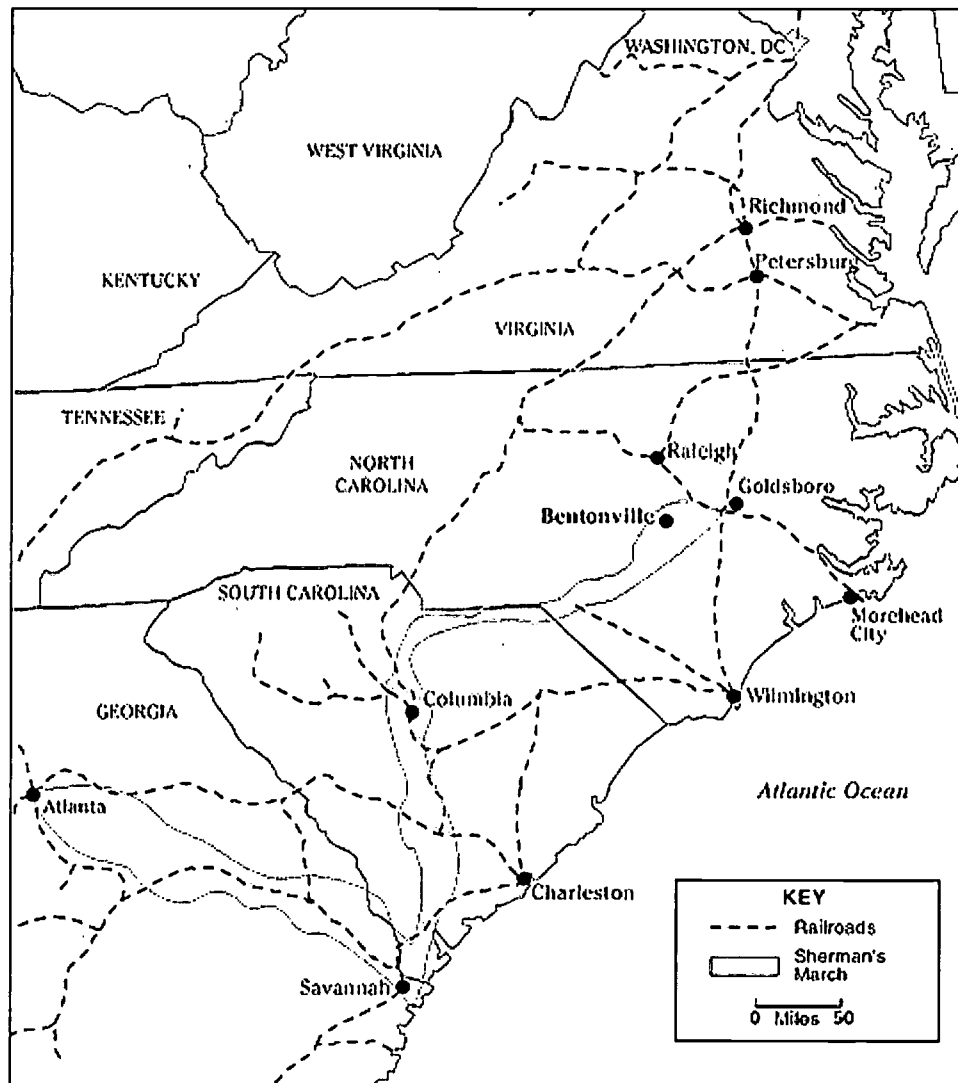 WASHINGTON, DC
WEST VIRGINIA
Richmond
KENTUCKY
Petersburg
VIRGINIA
TENNESSEE
NORTH
CAROLINA
Raleigh
Goldsboro
Bentonville
SOUTH CAROLINA
Morehead
City
Columbia
Wilmington
GEORGIA
Atlanta
Atlantic Ocean
Charleston
Savannah
KEY
Railroads
Sherman's
March
0 Miles 50